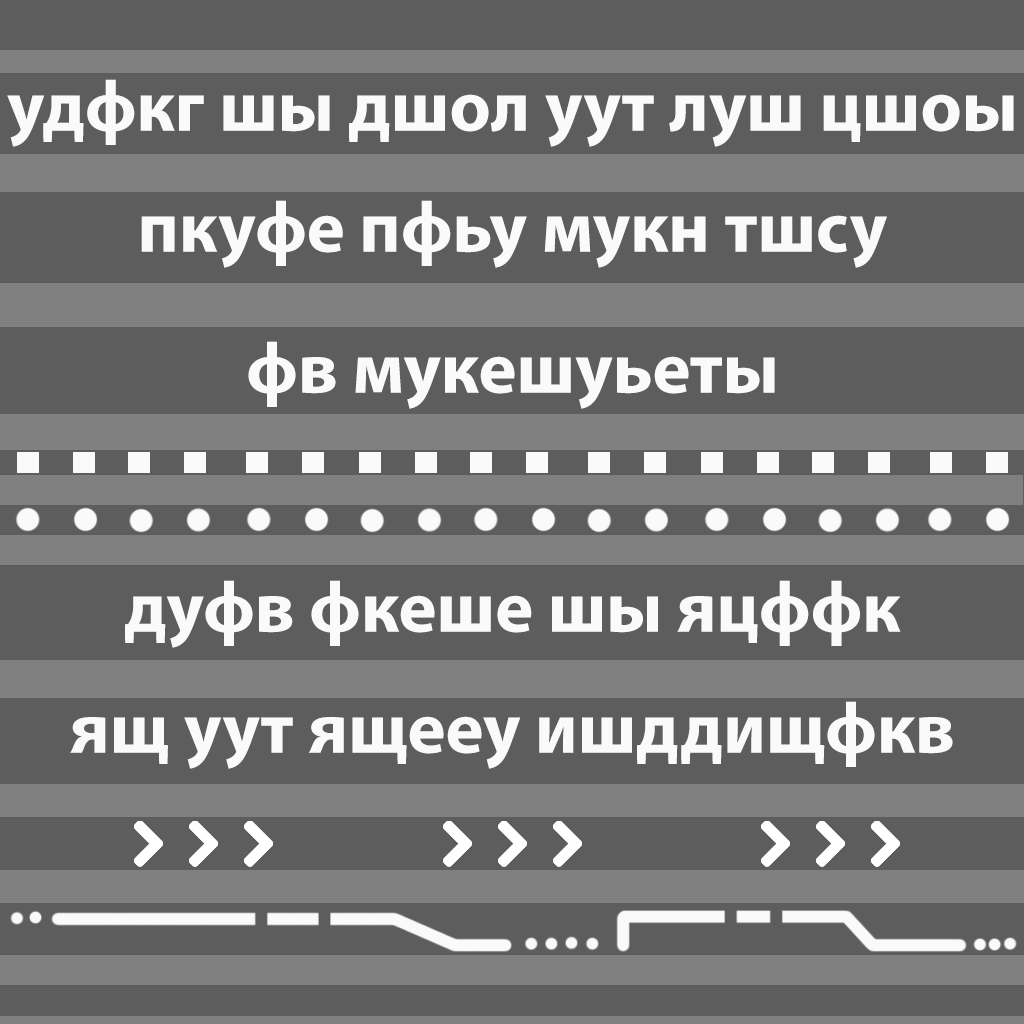 удфкг шы дшол уут луш цшоы
пкуфе пфьу мукн тшсу
фв мукешуьеты
дуфв фкеше шы яцффк
ящ уут ящееу ишддищфкв